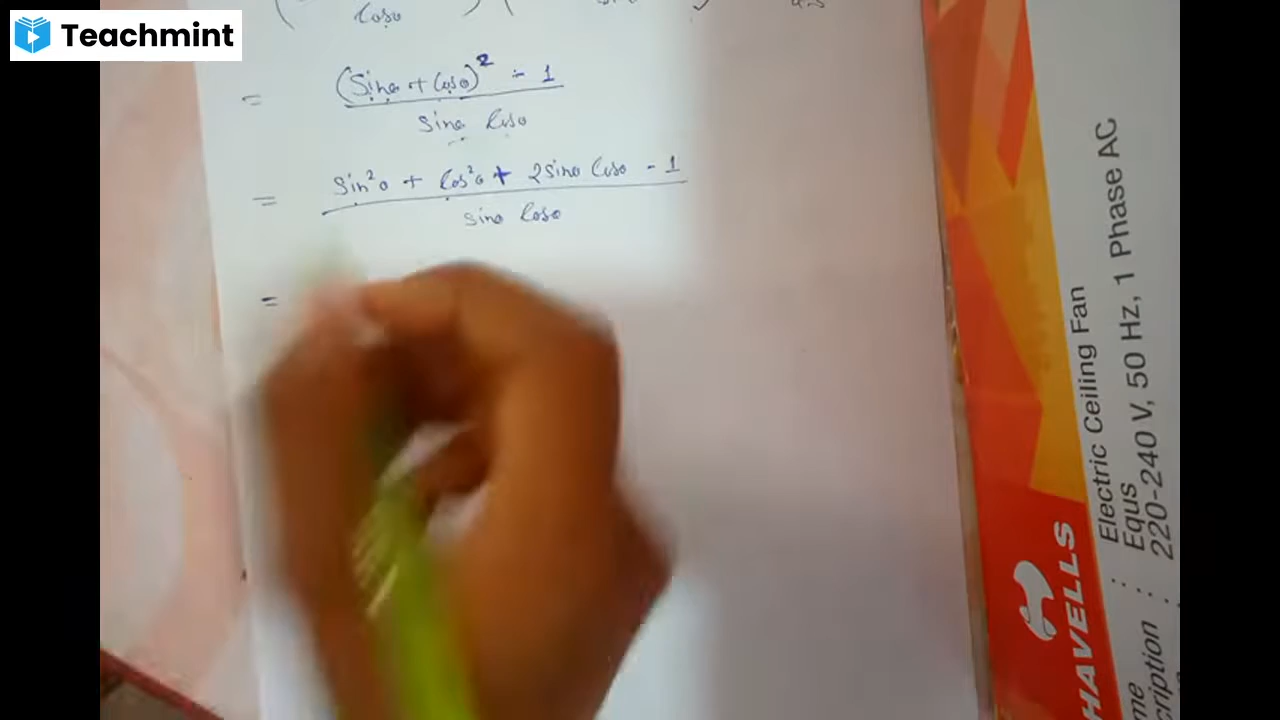 Teachmint
Cosθ
= (Sinθ + Cosθ)² - 1
Sinθ Cosθ
= Sin²θ + Cos²θ + 2Sinθ Cosθ - 1
Sinθ Cosθ
=
Electric Ceiling Fan
: Equs
220-240 V, 50 Hz, 1 Phase AC
HAVELLS